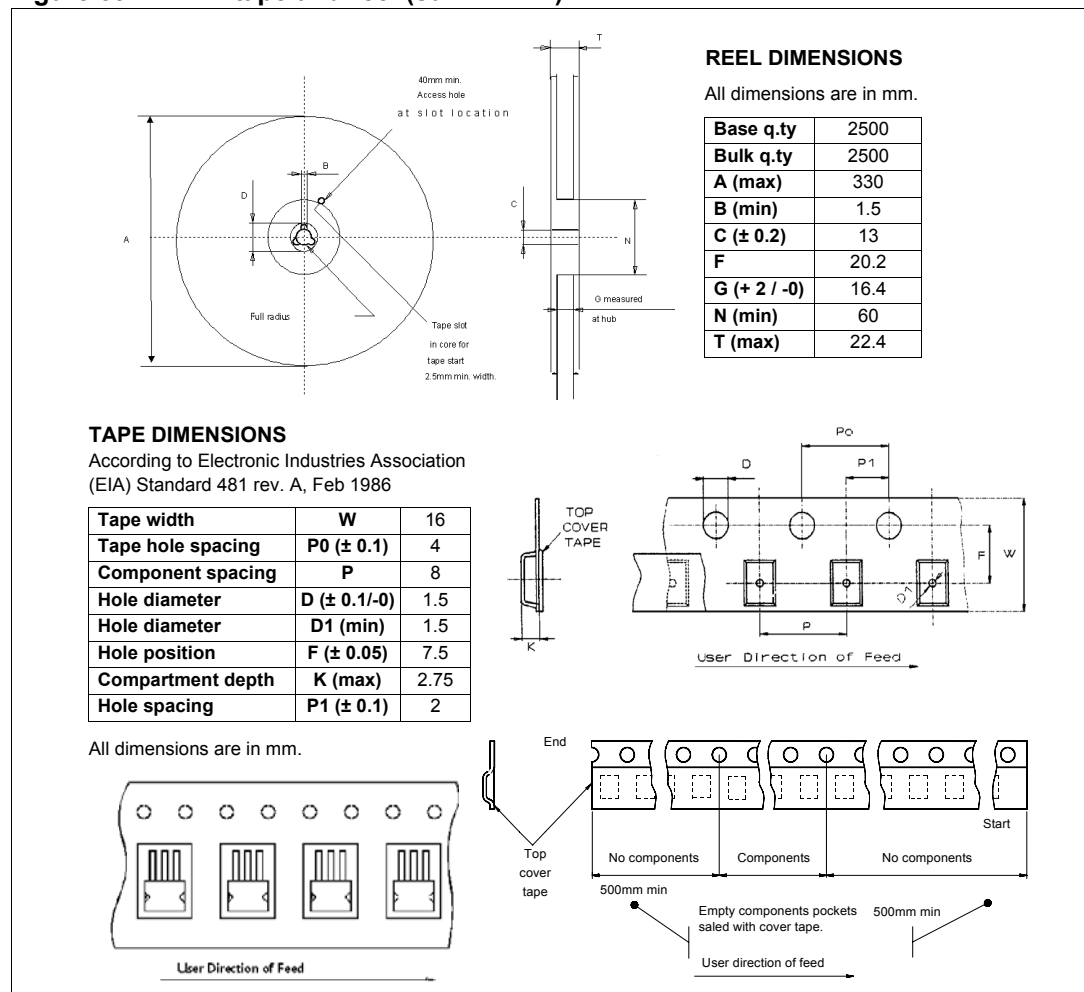 T
40mm min.
Access hole
at slot location
B
D
C
A
N
Full radius
G measured
at hub
Tape slot
in core for
tape start
2.5mm min. width.
REEL DIMENSIONS
All dimensions are in mm.
Base q.ty 2500
Bulk q.ty 2500
A (max) 330
B (min) 1.5
C (± 0.2) 13
F 20.2
G (+ 2 / -0) 16.4
N (min) 60
T (max) 22.4
TAPE DIMENSIONS
According to Electronic Industries Association
(EIA) Standard 481 rev. A, Feb 1986
Tape width W 16
Tape hole spacing P0 (± 0.1) 4
Component spacing P 8
Hole diameter D (± 0.1/-0) 1.5
Hole diameter D1 (min) 1.5
Hole position F (± 0.05) 7.5
Compartment depth K (max) 2.75
Hole spacing P1 (± 0.1) 2
All dimensions are in mm.
Po
D
P1
TOP
COVER
TAPE
F
W
D1
K
P
User Direction of Feed
End
Start
Top
cover
tape
No components
Components
No components
500mm min
500mm min
Empty components pockets
saled with cover tape.
User direction of feed
User Direction of Feed